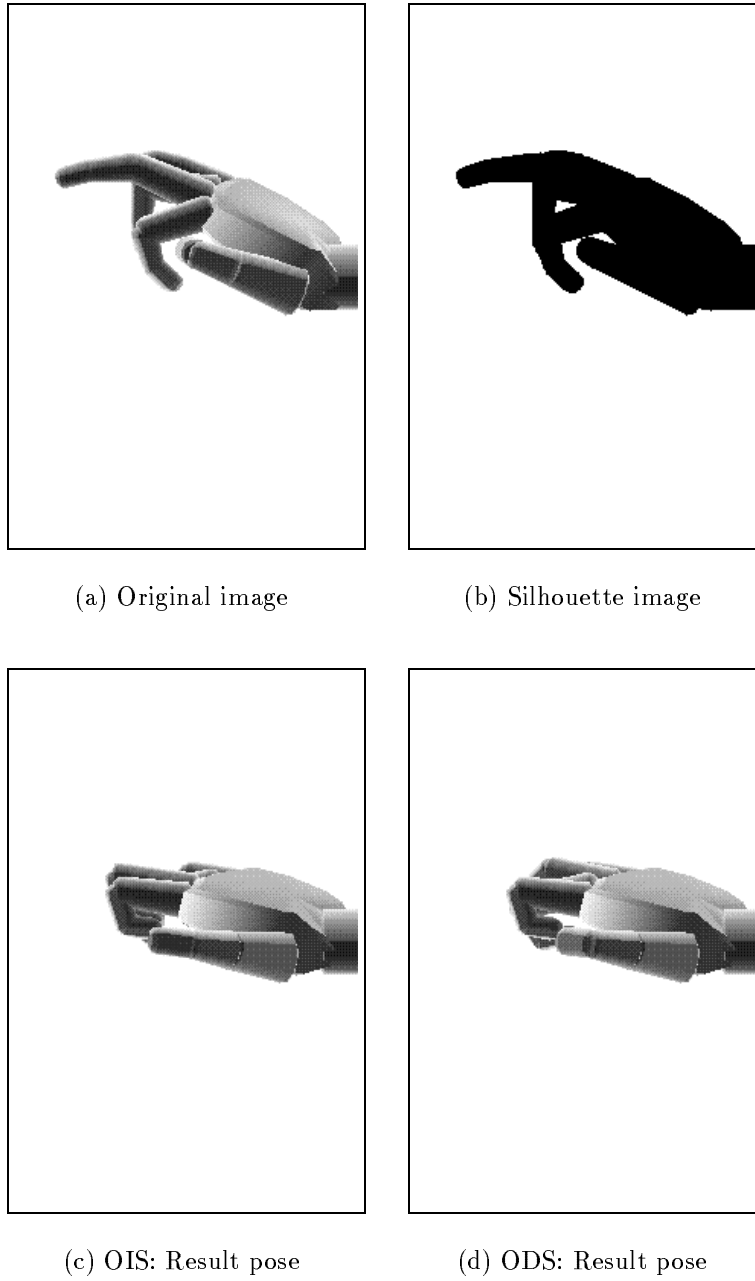 (a) Original image
(b) Silhouette image
(c) OIS: Result pose
(d) ODS: Result pose